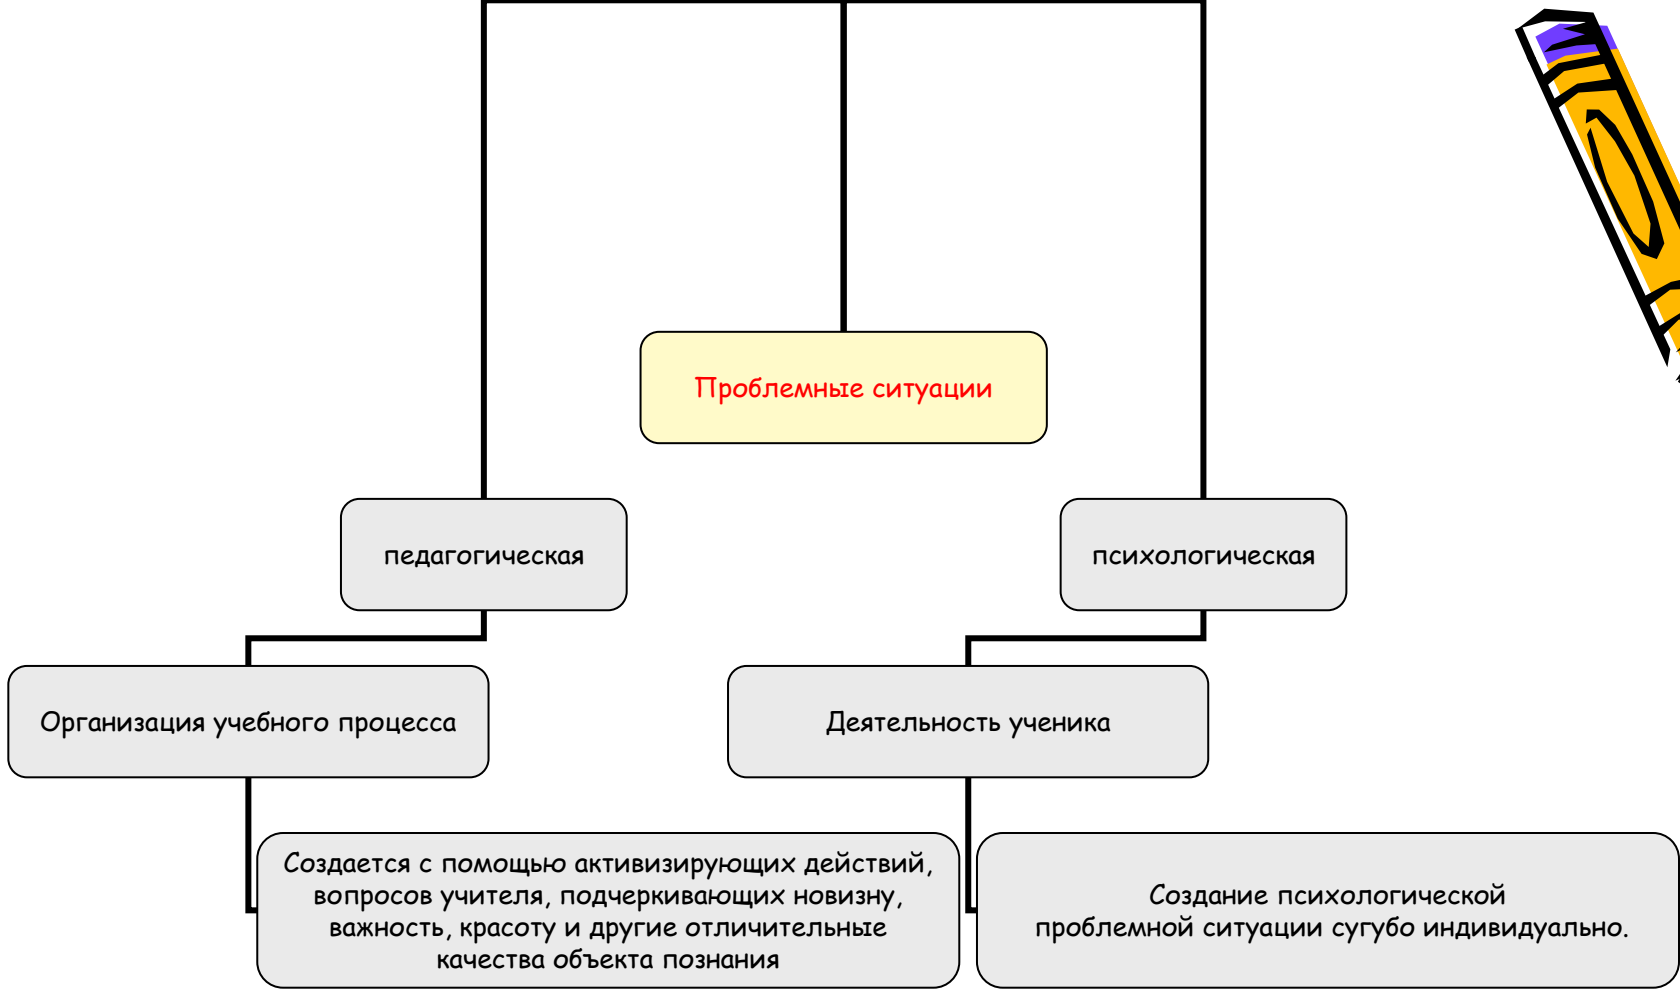 Проблемные ситуации
педагогическая
психологическая
Организация учебного процесса
Деятельность ученика
Создается с помощью активизирующих действий,
вопросов учителя, подчеркивающих новизну,
важность, красоту и другие отличительные
качества объекта познания
Создание психологической
проблемной ситуации сугубо индивидуально.